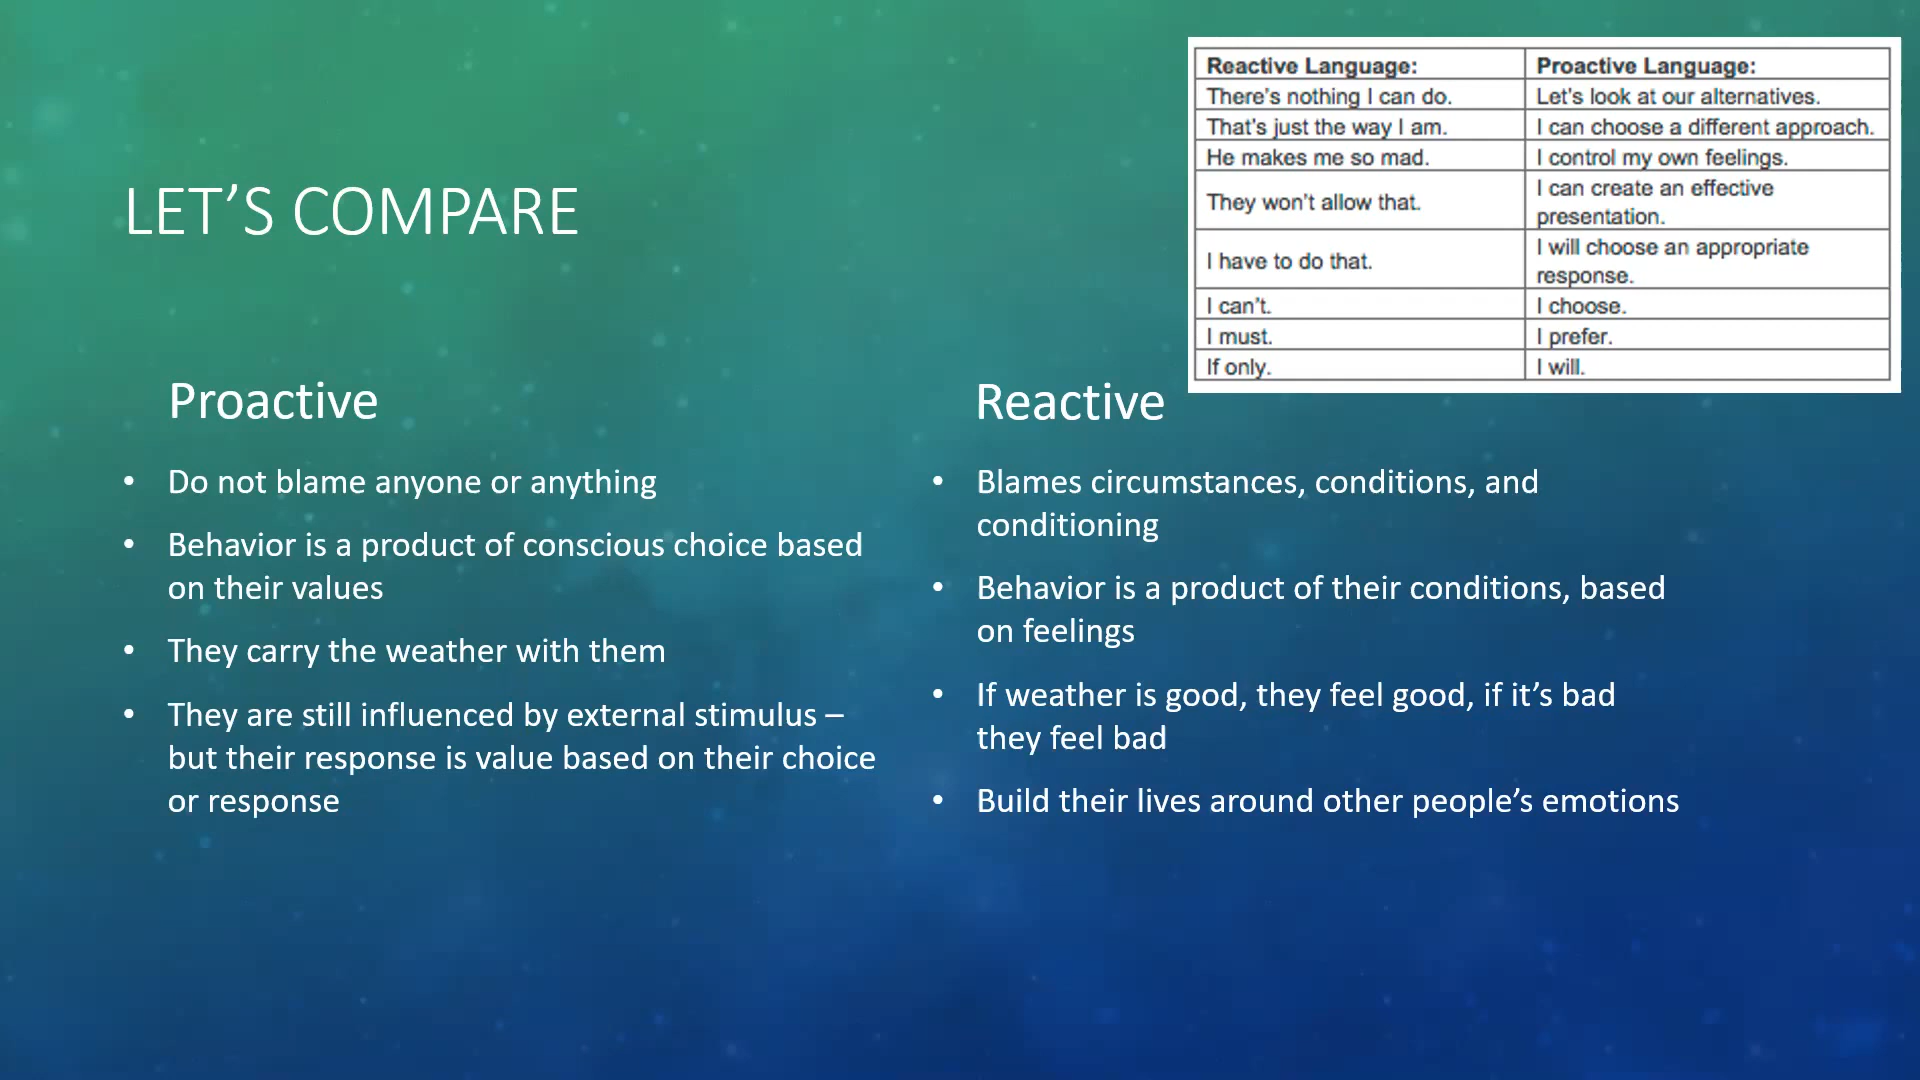 LET’S COMPARE
Reactive Language:
Proactive Language:
There's nothing I can do.
Let's look at our alternatives.
That's just the way I am.
I can choose a different approach.
He makes me so mad.
I control my own feelings.
They won't allow that.
I can create an effective
presentation.
I have to do that.
I will choose an appropriate
response.
I can't.
I choose.
I must.
I prefer.
If only.
I will.
Proactive
• Do not blame anyone or anything
• Behavior is a product of conscious choice based
on their values
• They carry the weather with them
• They are still influenced by external stimulus –
but their response is value based on their choice
or response
Reactive
• Blames circumstances, conditions, and
conditioning
• Behavior is a product of their conditions, based
on feelings
• If weather is good, they feel good, if it’s bad
they feel bad
• Build their lives around other people’s emotions